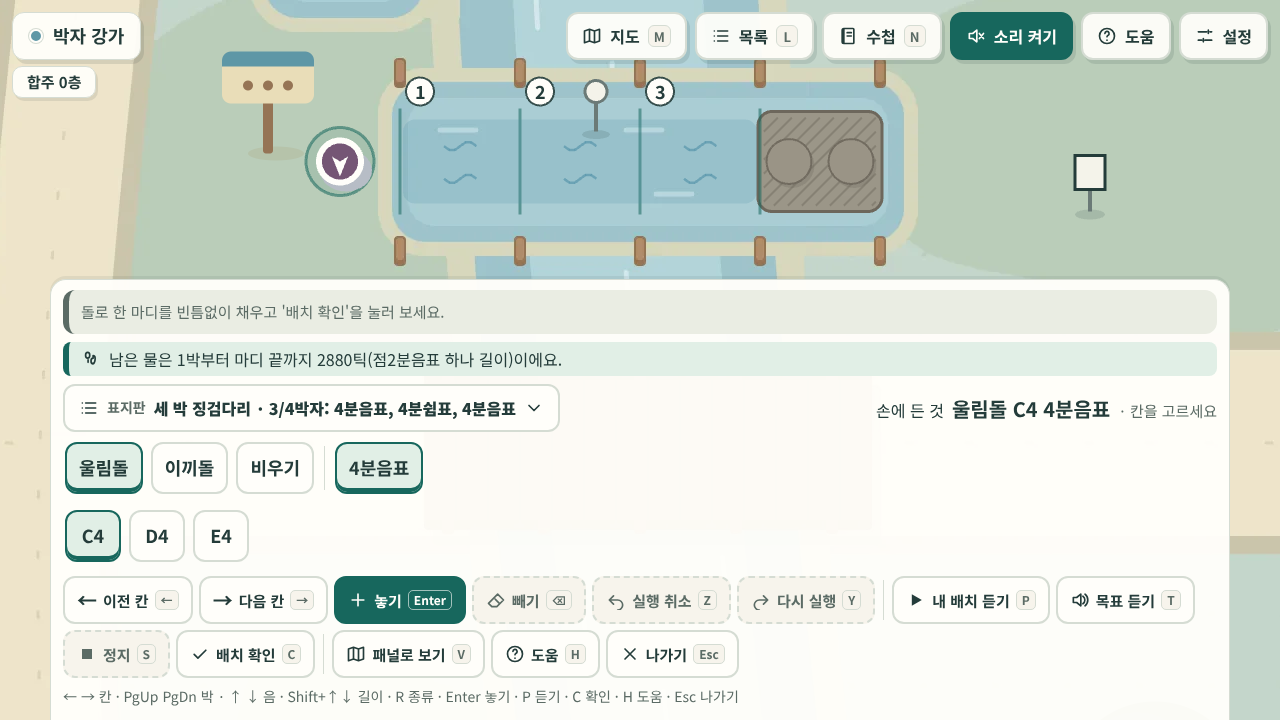 박자 강가
지도 M
목록 L
수첩 N
소리 켜기
도움
설정
합주 0층
1
2
3
돌로 한 마디를 빈틈없이 채우고 '배치 확인'을 눌러 보세요.
남은 물은 1박부터 마디 끝까지 2880틱(점2분음표 하나 길이)이에요.
표지판 세 박 징검다리 · 3/4박자: 4분음표, 4분쉼표, 4분음표
손에 든 것 울림돌 C4 4분음표 · 칸을 고르세요
울림돌 이끼돌 비우기 4분음표
C4 D4 E4
← 이전 칸 ← → 다음 칸 → + 놓기 Enter 빼기 ⌫ 실행 취소 Z 다시 실행 Y 내 배치 듣기 P 목표 듣기 T
정지 S 배치 확인 C 패널로 보기 V 도움 H 나가기 Esc
← → 칸 · PgUp PgDn 박 · ↑ ↓ 음 · Shift+↑ ↓ 길이 · R 종류 · Enter 놓기 · P 듣기 · C 확인 · H 도움 · Esc 나가기